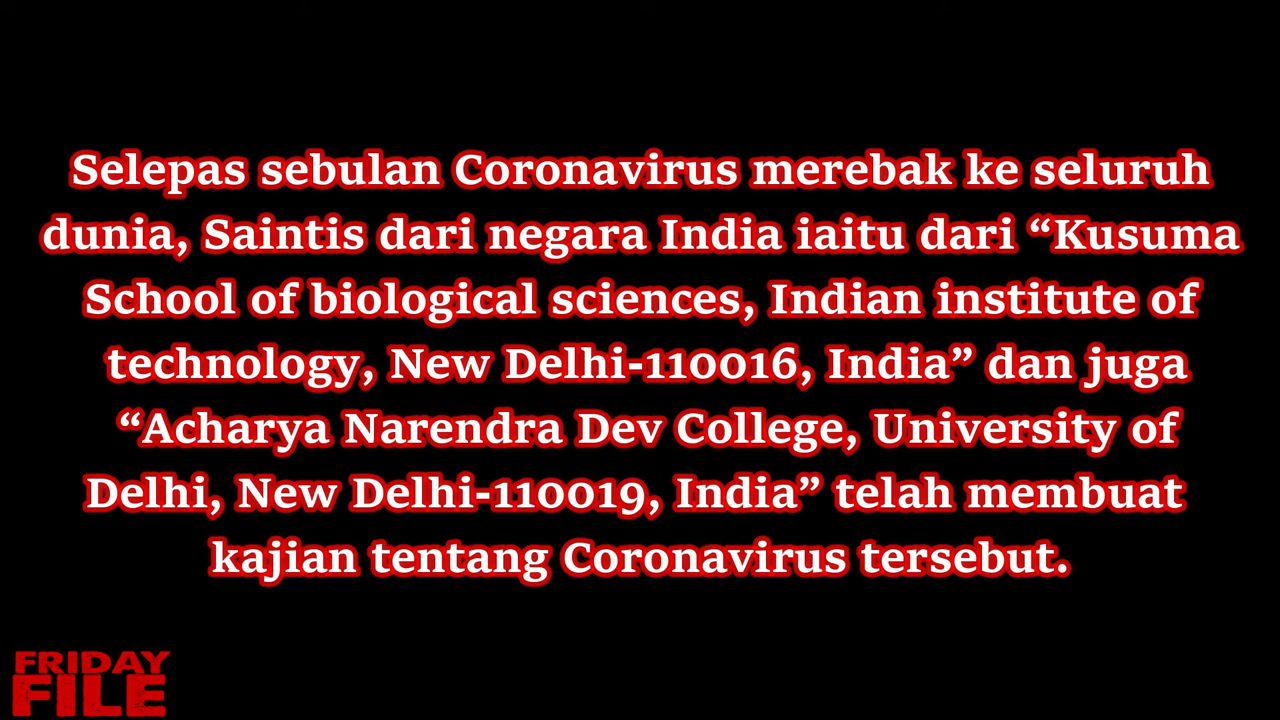 Selepas sebulan Coronavirus merebak ke seluruh
dunia, Saintis dari negara India iaitu dari “Kusuma
School of biological sciences, Indian institute of
technology, New Delhi-110016, India” dan juga
“Acharya Narendra Dev College, University of
Delhi, New Delhi-110019, India” telah membuat
kajian tentang Coronavirus tersebut.
FRIDAY
FILE